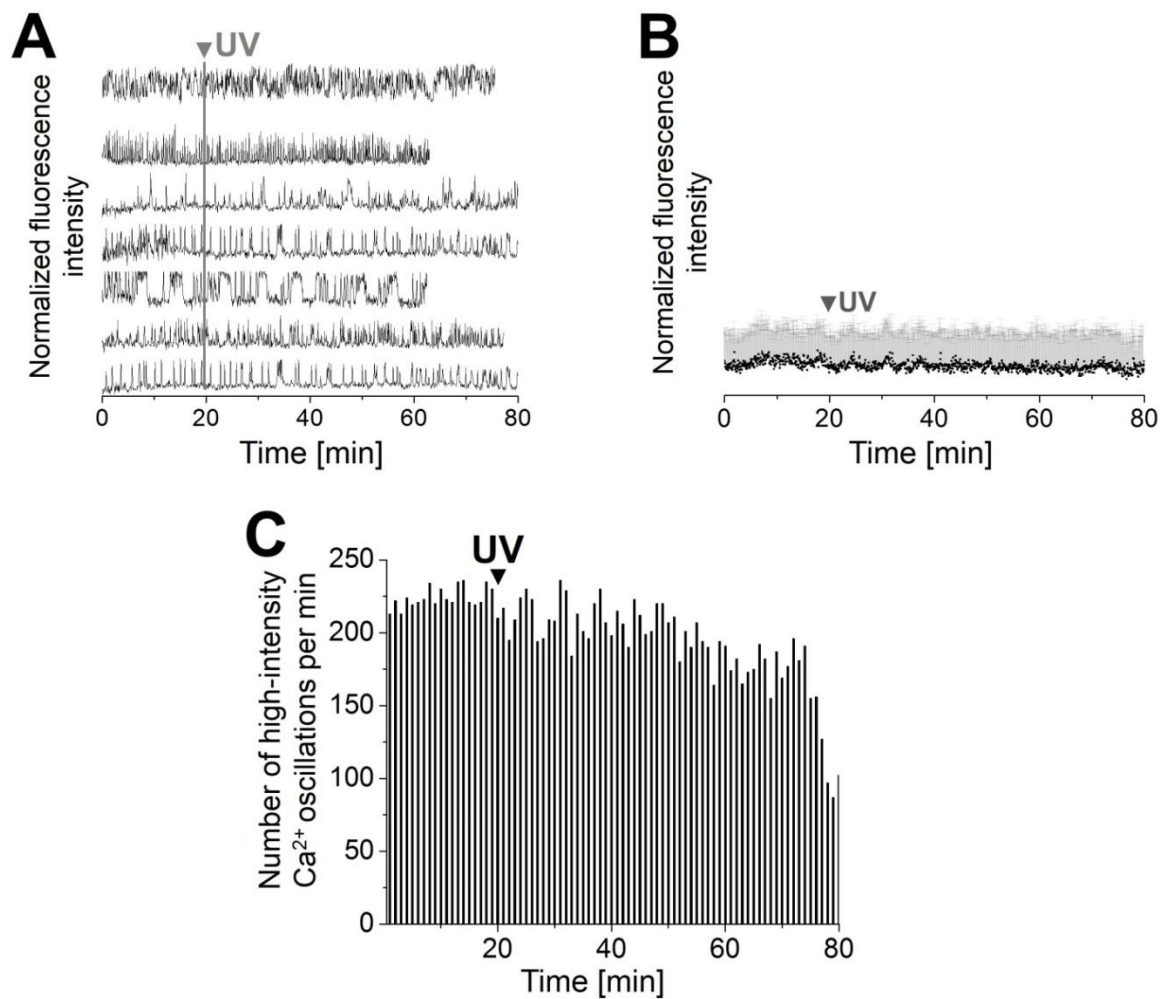 A
▼UV
Normalized fluorescence
intensity
0 20 40 60 80
Time [min]
B
Normalized fluorescence
intensity
▼UV
0 20 40 60 80
Time [min]
C
UV
▼
Number of high-intensity
Ca²⁺ oscillations per min
250
200
150
100
50
0
20 40 60 80
Time [min]